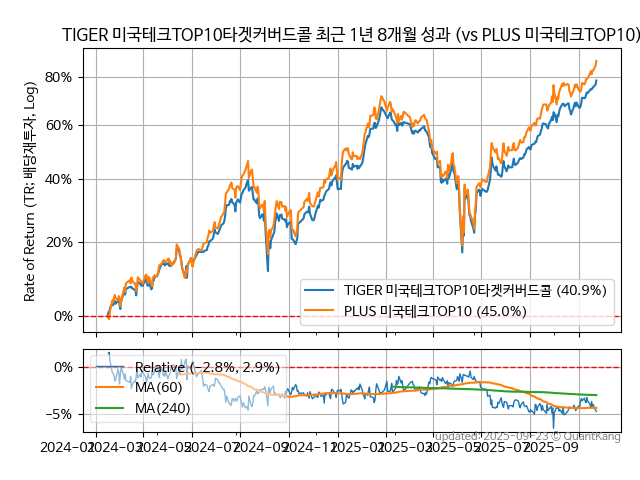 TIGER 미국테크TOP10타겟커버드콜 최근 1년 8개월 성과 (vs PLUS 미국테크TOP10)
Rate of Return (TR: 배당재투자, Log)
80%
60%
40%
20%
0%
TIGER 미국테크TOP10타겟커버드콜 (40.9%)
PLUS 미국테크TOP10 (45.0%)
0%
−5%
Relative (−2.8%, 2.9%)
MA(60)
MA(240)
updated: 2025-09-23 © QuantKang
2024-01 2024-03 2024-05 2024-07 2024-09 2024-11 2025-01 2025-03 2025-05 2025-07 2025-09